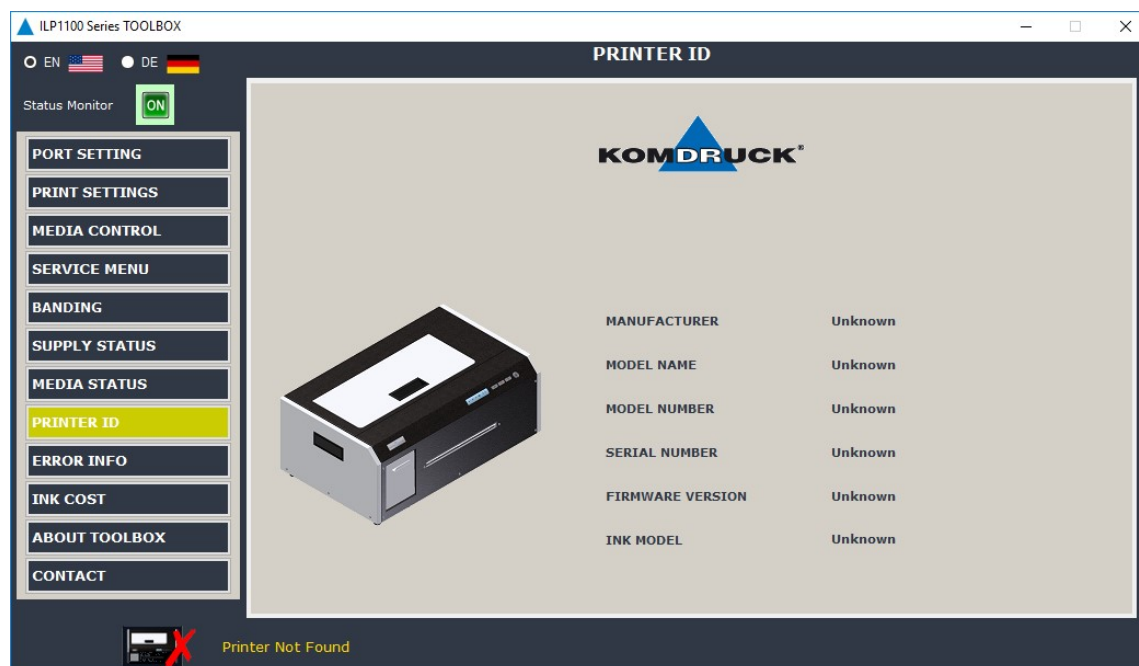 ILP1100 Series TOOLBOX
EN DE
PRINTER ID
Status Monitor ON
PORT SETTING
PRINT SETTINGS
MEDIA CONTROL
SERVICE MENU
BANDING
SUPPLY STATUS
MEDIA STATUS
PRINTER ID
ERROR INFO
INK COST
ABOUT TOOLBOX
CONTACT
KOMDRUCK®
MANUFACTURER Unknown
MODEL NAME Unknown
MODEL NUMBER Unknown
SERIAL NUMBER Unknown
FIRMWARE VERSION Unknown
INK MODEL Unknown
Printer Not Found